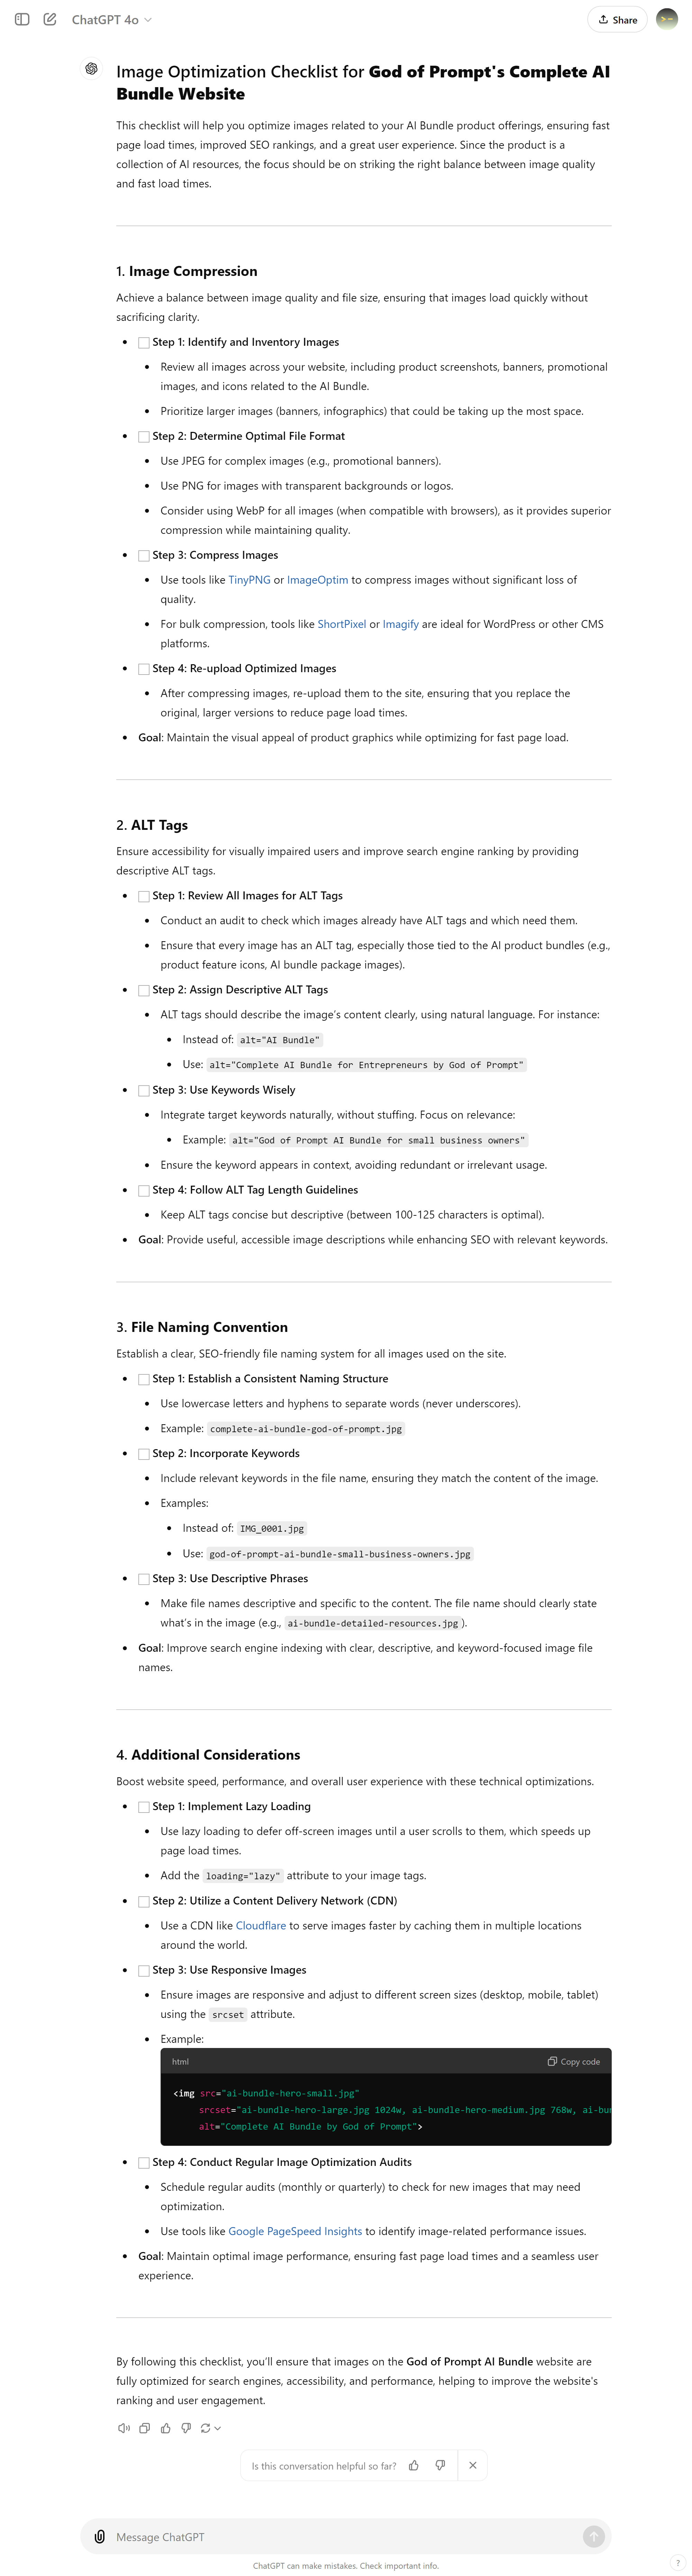 ChatGPT 4o
Share
Image Optimization Checklist for God of Prompt's Complete AI
Bundle Website
This checklist will help you optimize images related to your AI Bundle product offerings, ensuring fast
page load times, improved SEO rankings, and a great user experience. Since the product is a
collection of AI resources, the focus should be on striking the right balance between image quality
and fast load times.
1. Image Compression
Achieve a balance between image quality and file size, ensuring that images load quickly without
sacrificing clarity.
Step 1: Identify and Inventory Images
Review all images across your website, including product screenshots, banners, promotional
images, and icons related to the AI Bundle.
Prioritize larger images (banners, infographics) that could be taking up the most space.
Step 2: Determine Optimal File Format
Use JPEG for complex images (e.g., promotional banners).
Use PNG for images with transparent backgrounds or logos.
Consider using WebP for all images (when compatible with browsers), as it provides superior
compression while maintaining quality.
Step 3: Compress Images
Use tools like TinyPNG or ImageOptim to compress images without significant loss of
quality.
For bulk compression, tools like ShortPixel or Imagify are ideal for WordPress or other CMS
platforms.
Step 4: Re-upload Optimized Images
After compressing images, re-upload them to the site, ensuring that you replace the
original, larger versions to reduce page load times.
Goal: Maintain the visual appeal of product graphics while optimizing for fast page load.
2. ALT Tags
Ensure accessibility for visually impaired users and improve search engine ranking by providing
descriptive ALT tags.
Step 1: Review All Images for ALT Tags
Conduct an audit to check which images already have ALT tags and which need them.
Ensure that every image has an ALT tag, especially those tied to the AI product bundles (e.g.,
product feature icons, AI bundle package images).
Step 2: Assign Descriptive ALT Tags
ALT tags should describe the image's content clearly, using natural language. For instance:
Instead of: alt="AI Bundle"
Use: alt="Complete AI Bundle for Entrepreneurs by God of Prompt"
Step 3: Use Keywords Wisely
Integrate target keywords naturally, without stuffing. Focus on relevance:
Example: alt="God of Prompt AI Bundle for small business owners"
Ensure the keyword appears in context, avoiding redundant or irrelevant usage.
Step 4: Follow ALT Tag Length Guidelines
Keep ALT tags concise but descriptive (between 100-125 characters is optimal).
Goal: Provide useful, accessible image descriptions while enhancing SEO with relevant keywords.
3. File Naming Convention
Establish a clear, SEO-friendly file naming system for all images used on the site.
Step 1: Establish a Consistent Naming Structure
Use lowercase letters and hyphens to separate words (never underscores).
Example: complete-ai-bundle-god-of-prompt.jpg
Step 2: Incorporate Keywords
Include relevant keywords in the file name, ensuring they match the content of the image.
Examples:
Instead of: IMG_0001.jpg
Use: god-of-prompt-ai-bundle-small-business-owners.jpg
Step 3: Use Descriptive Phrases
Make file names descriptive and specific to the content. The file name should clearly state
what's in the image (e.g., ai-bundle-detailed-resources.jpg).
Goal: Improve search engine indexing with clear, descriptive, and keyword-focused image file
names.
4. Additional Considerations
Boost website speed, performance, and overall user experience with these technical optimizations.
Step 1: Implement Lazy Loading
Use lazy loading to defer off-screen images until a user scrolls to them, which speeds up
page load times.
Add the loading="lazy" attribute to your image tags.
Step 2: Utilize a Content Delivery Network (CDN)
Use a CDN like Cloudflare to serve images faster by caching them in multiple locations
around the world.
Step 3: Use Responsive Images
Ensure images are responsive and adjust to different screen sizes (desktop, mobile, tablet)
using the srcset attribute.
Example:
html
Copy code
<img src="ai-bundle-hero-small.jpg"
srcset="ai-bundle-hero-large.jpg 1024w, ai-bundle-hero-medium.jpg 768w, ai-bun
alt="Complete AI Bundle by God of Prompt">
Step 4: Conduct Regular Image Optimization Audits
Schedule regular audits (monthly or quarterly) to check for new images that may need
optimization.
Use tools like Google PageSpeed Insights to identify image-related performance issues.
Goal: Maintain optimal image performance, ensuring fast page load times and a seamless user
experience.
By following this checklist, you'll ensure that images on the God of Prompt AI Bundle website are
fully optimized for search engines, accessibility, and performance, helping to improve the website's
ranking and user engagement.
Is this conversation helpful so far?
Message ChatGPT
ChatGPT can make mistakes. Check important info.
?